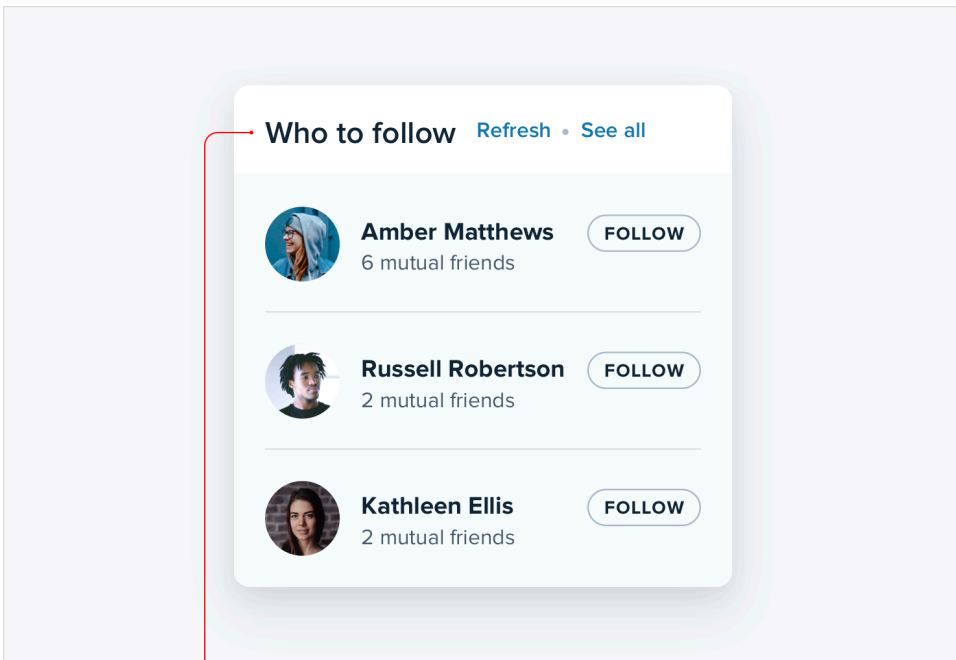 Who to follow Refresh • See all
Amber Matthews FOLLOW
6 mutual friends
Russell Robertson FOLLOW
2 mutual friends
Kathleen Ellis FOLLOW
2 mutual friends